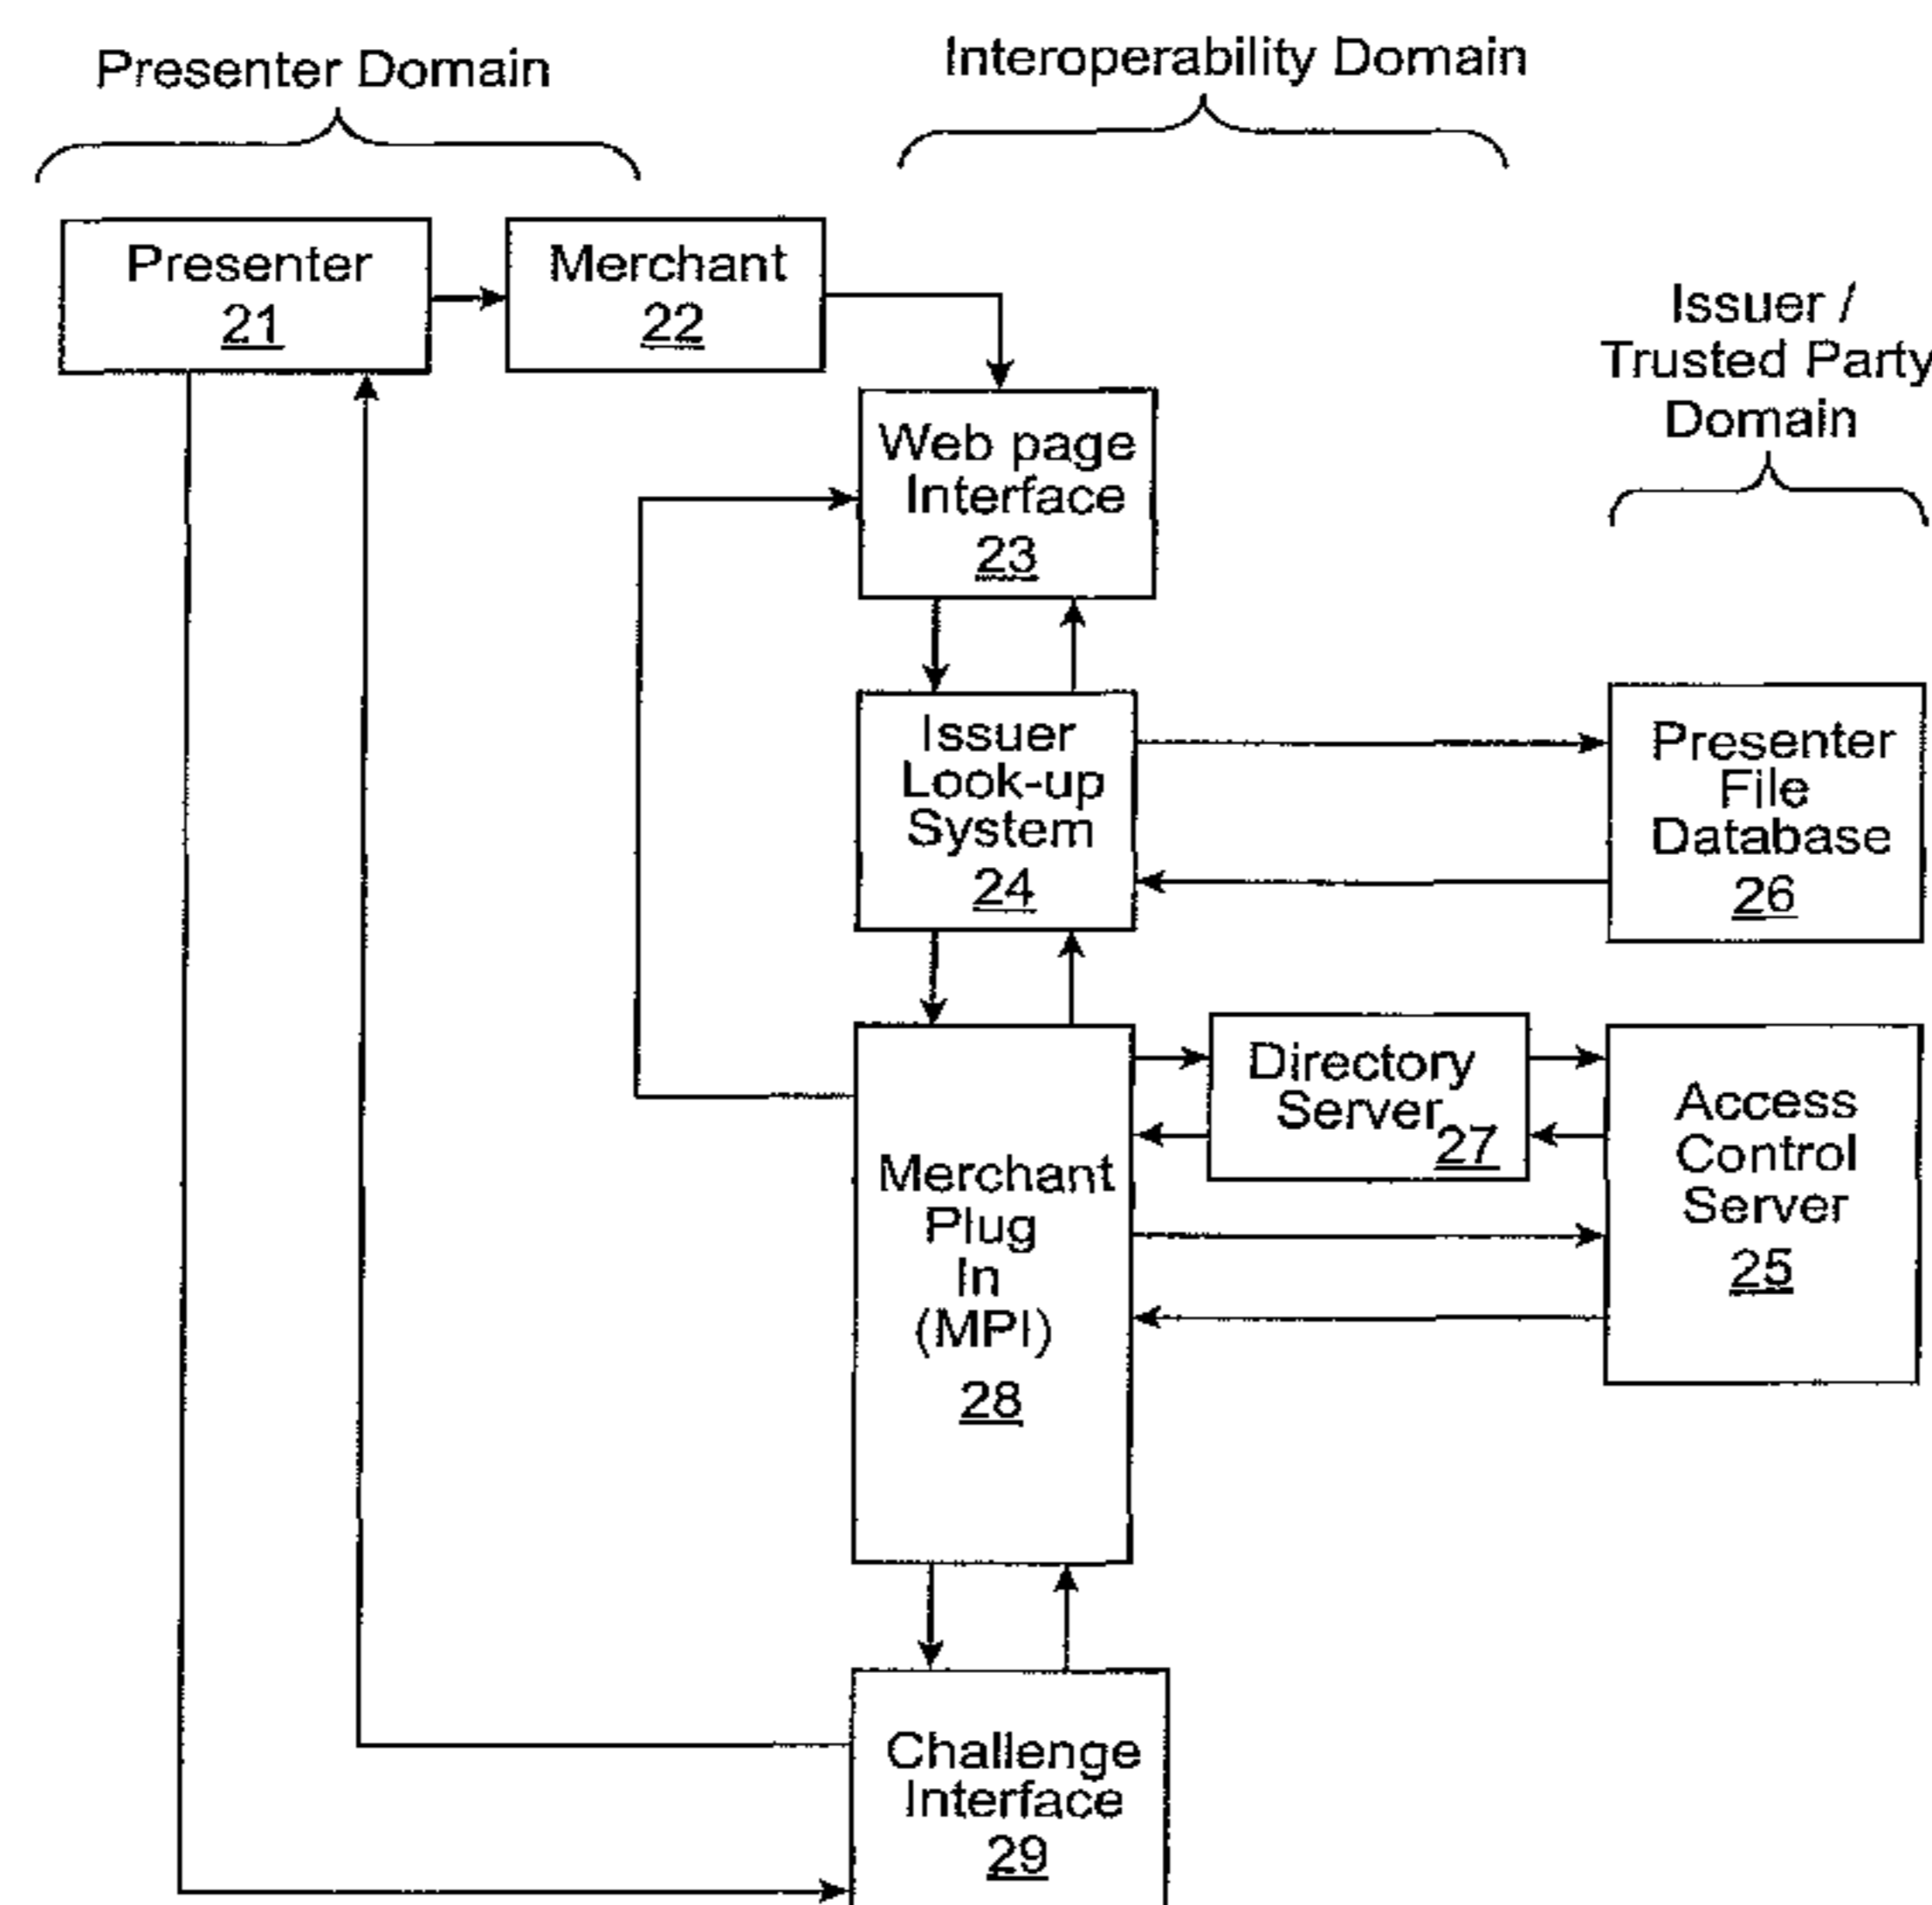 Presenter Domain
Interoperability Domain
Issuer /
Trusted Party
Domain
Presenter
21
Merchant
22
Web page
Interface
23
Issuer
Look-up
System
24
Presenter
File
Database
26
Directory
Server
27
Access
Control
Server
25
Merchant
Plug
In
(MPI)
28
Challenge
Interface
29